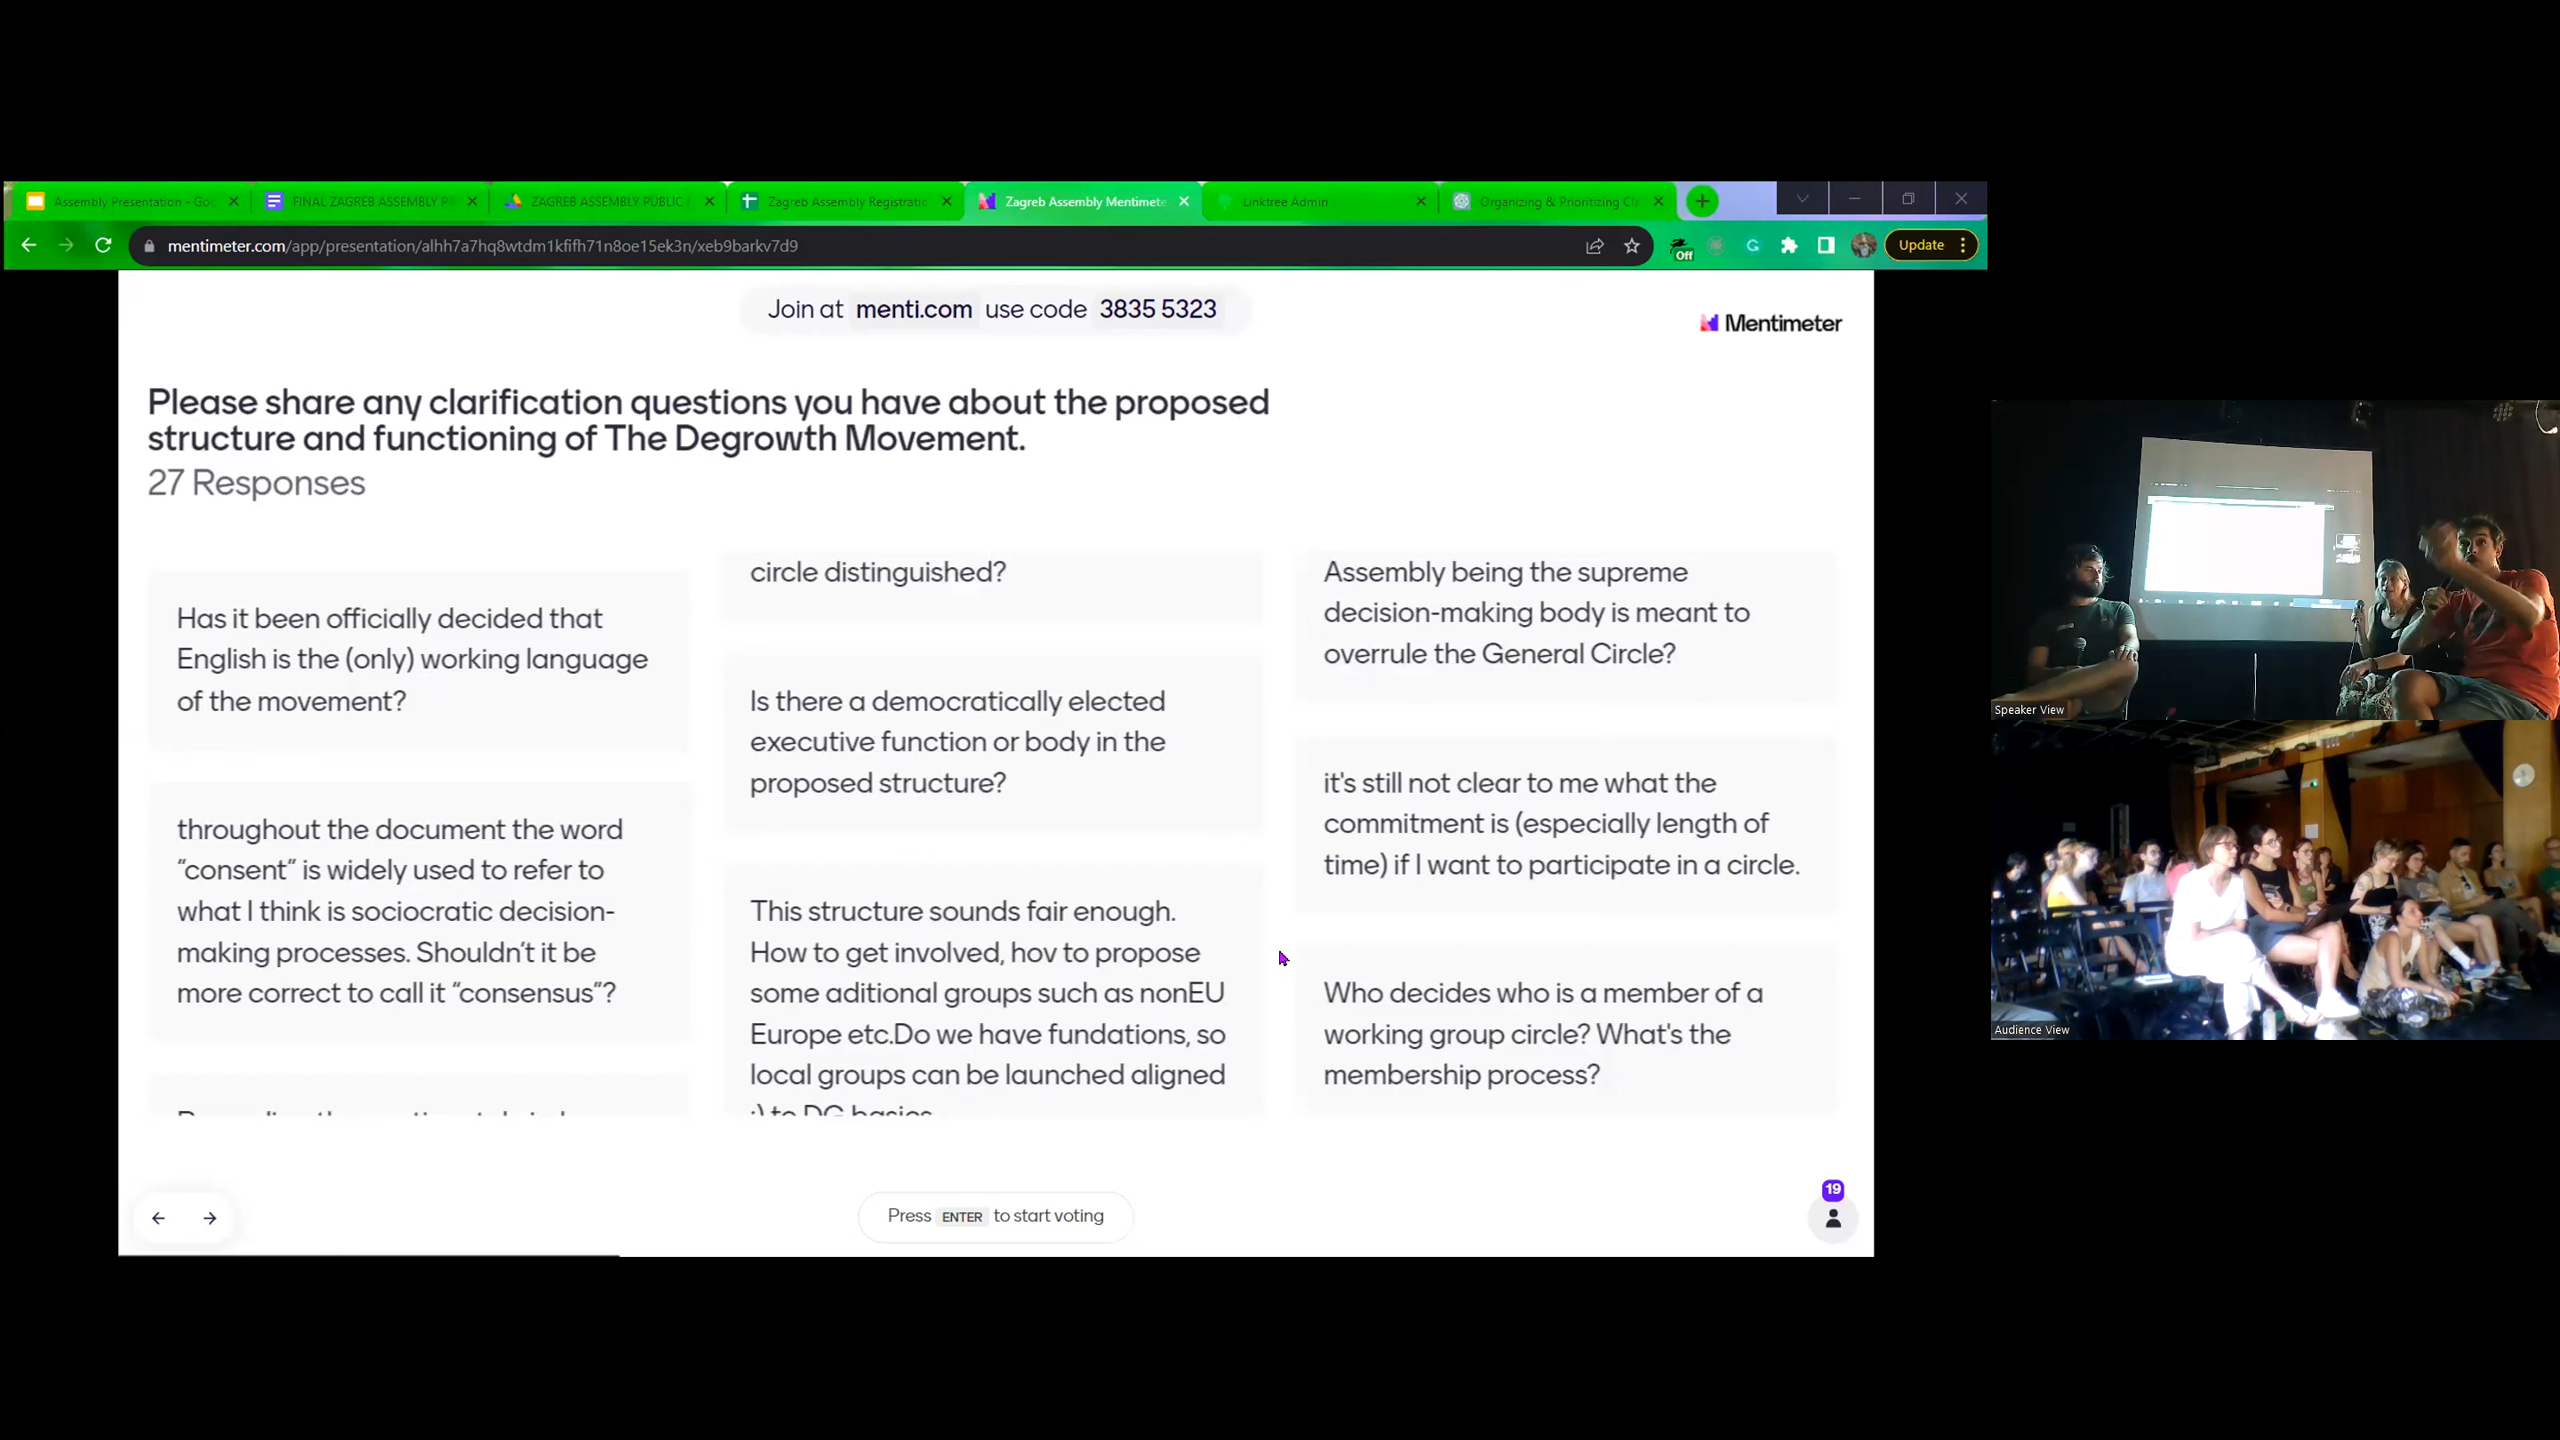 Assembly Presentation - Goo
FINAL ZAGREB ASSEMBLY P
ZAGREB ASSEMBLY PUBLIC
Zagreb Assembly Registratio
Zagreb Assembly Mentimete
Linktree Admin
Organizing & Prioritizing Cla
mentimeter.com/app/presentation/alhh7a7hq8wtdm1kfifh71n8oe15ek3n/xeb9barkv7d9
Off
Update
Join at menti.com use code 3835 5323
Mentimeter
Please share any clarification questions you have about the proposed
structure and functioning of The Degrowth Movement.
27 Responses
Has it been officially decided that
English is the (only) working language
of the movement?
throughout the document the word
“consent” is widely used to refer to
what I think is sociocratic decision-
making processes. Shouldn’t it be
more correct to call it “consensus”?
circle distinguished?
Is there a democratically elected
executive function or body in the
proposed structure?
This structure sounds fair enough.
How to get involved, hov to propose
some aditional groups such as nonEU
Europe etc.Do we have fundations, so
local groups can be launched aligned
:) to DG basics
Assembly being the supreme
decision-making body is meant to
overrule the General Circle?
it's still not clear to me what the
commitment is (especially length of
time) if I want to participate in a circle.
Who decides who is a member of a
working group circle? What's the
membership process?
Press ENTER to start voting
19
Speaker View
Audience View